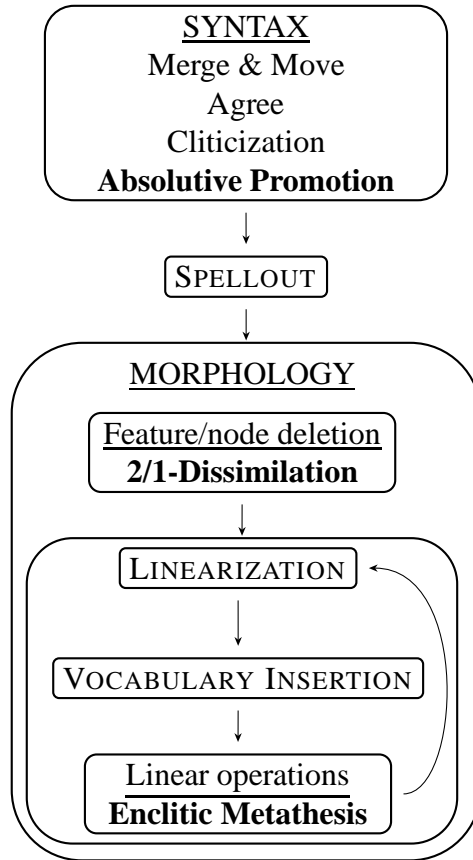 SYNTAX
Merge & Move
Agree
Cliticization
Absolutive Promotion
SPELLOUT
MORPHOLOGY
Feature/node deletion
2/1-Dissimilation
LINEARIZATION
VOCABULARY INSERTION
Linear operations
Enclitic Metathesis